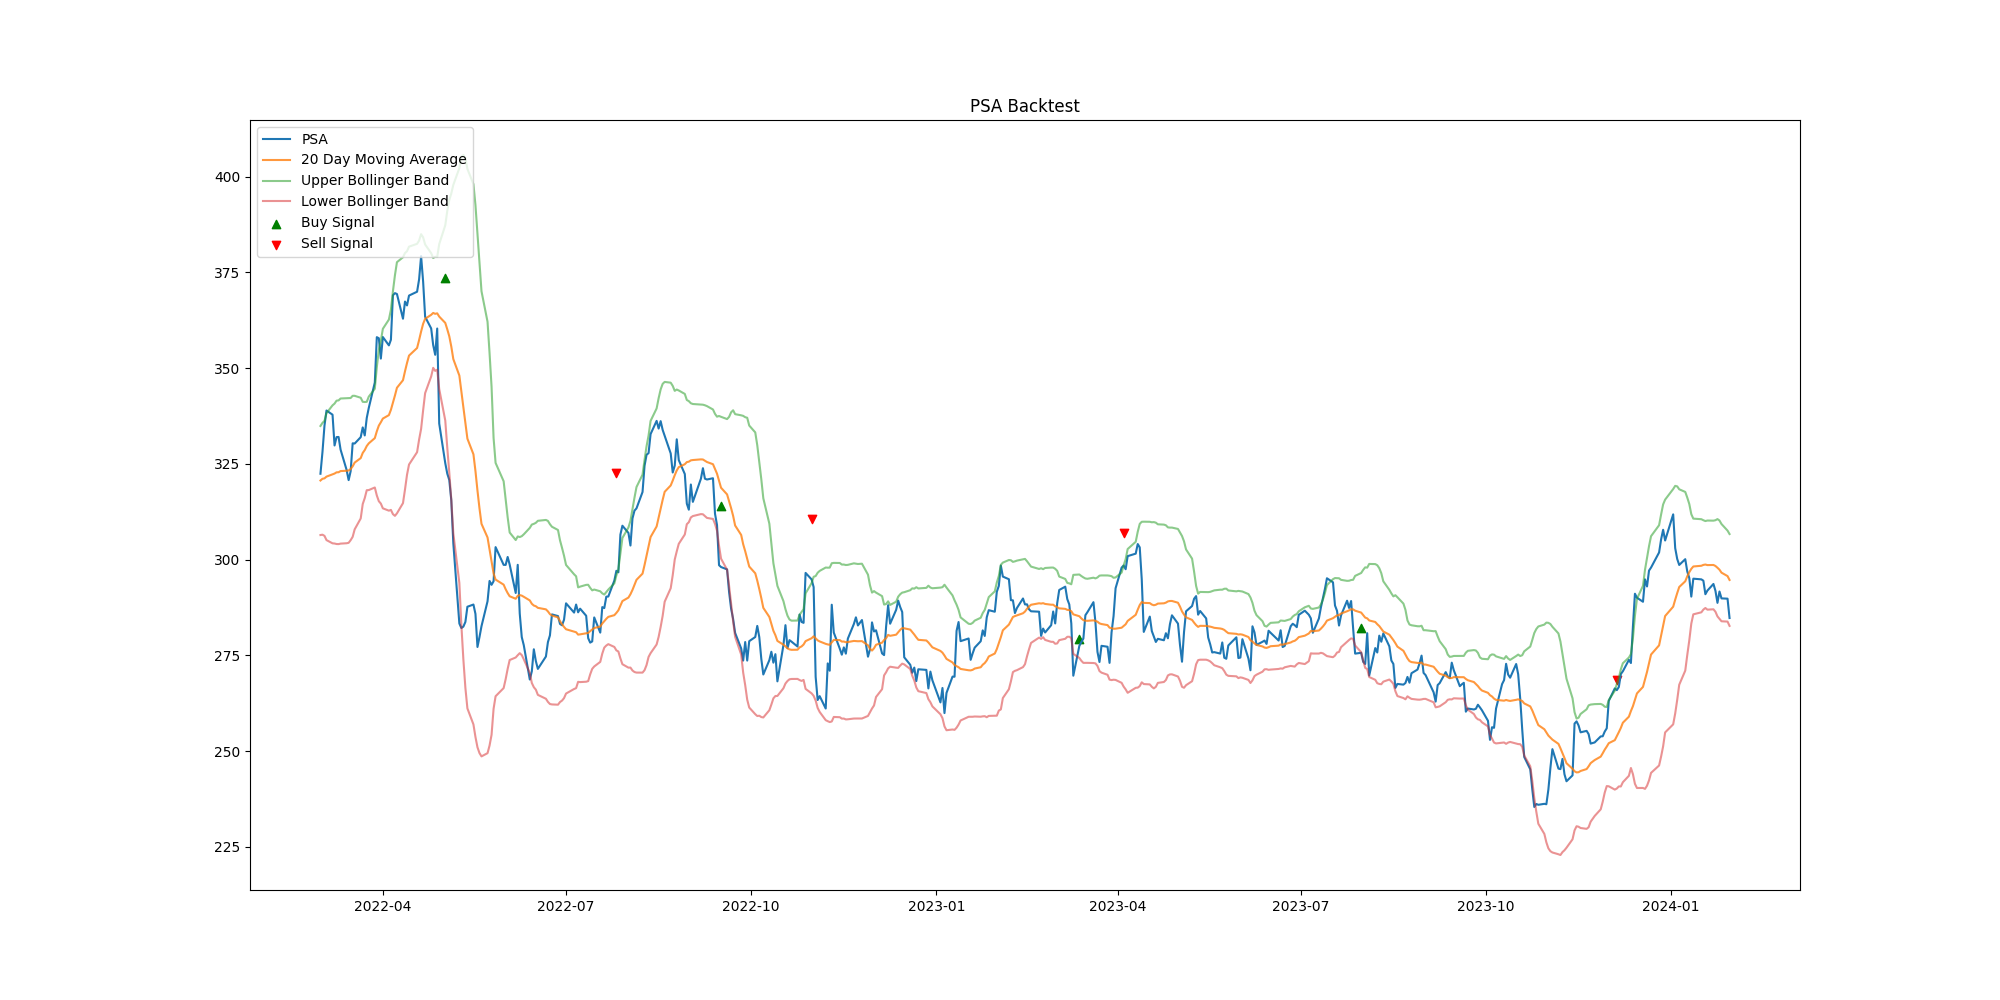 PSA Backtest
PSA
20 Day Moving Average
Upper Bollinger Band
Lower Bollinger Band
Buy Signal
Sell Signal
400
375
350
325
300
275
250
225
2022-04 2022-07 2022-10 2023-01 2023-04 2023-07 2023-10 2024-01